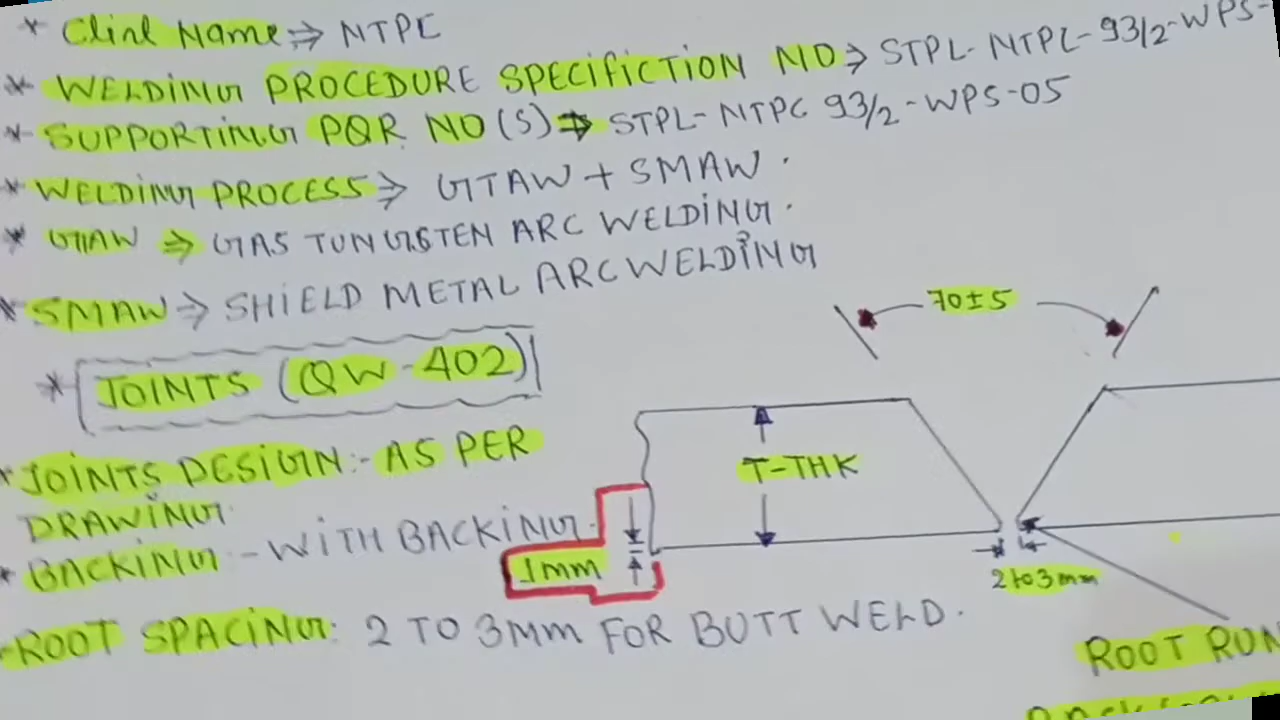 * Clint Name ⇒ NTPC
* WELDING PROCEDURE SPECIFICTION NO ⇒ STPL-NTPL-93/2-WPS-
* SUPPORTING PQR NO(S) ⇒ STPL-NTPC 93/2-WPS-05
* WELDING PROCESS ⇒ GTAW + SMAW.
* GTAW ⇒ GAS TUNGSTEN ARC WELDING.
* SMAW ⇒ SHIELD METAL ARC WELDING
70±5
* JOINTS (QW-402)
* JOINTS DESIGN:- AS PER
DRAWING
T-THK
* BACKING:- WITH BACKING.
1mm
2 to 3mm
ROOT SPACING: 2 TO 3MM FOR BUTT WELD.
ROOT RUN